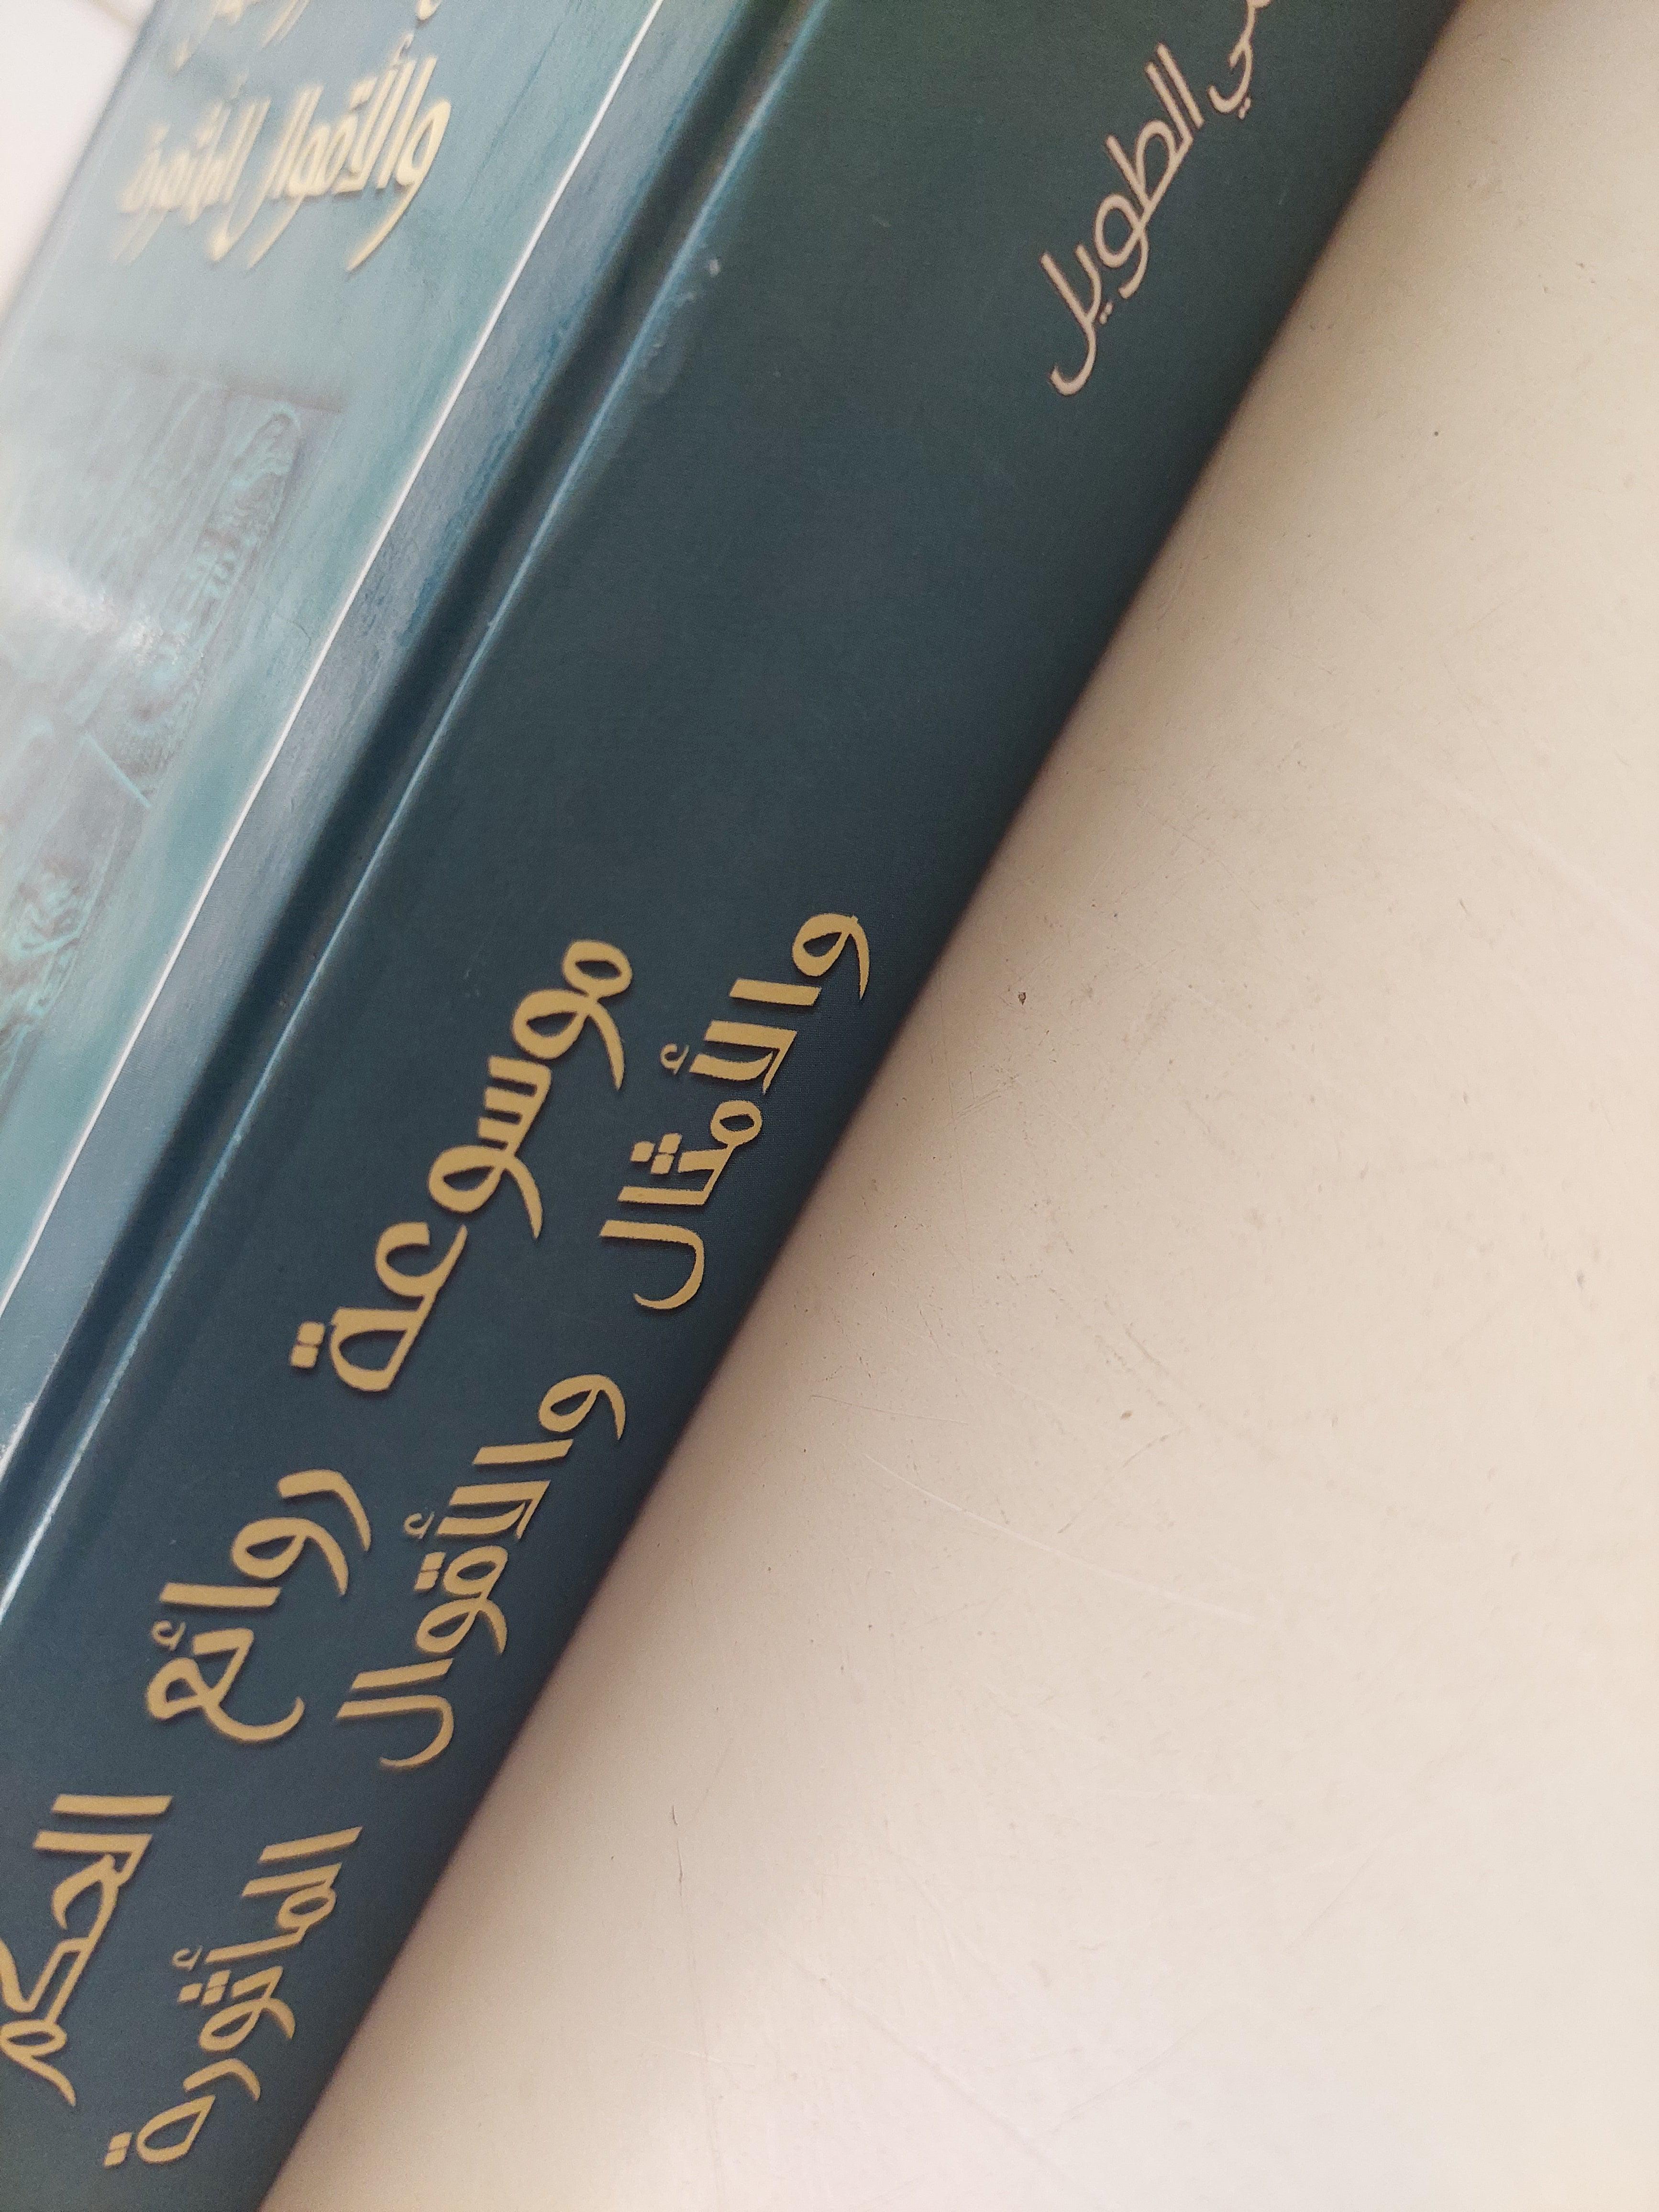 والأقوال المأثورة
الطويل
موسوعة روائع الحكم
والأمثال والأقوال المأثورة